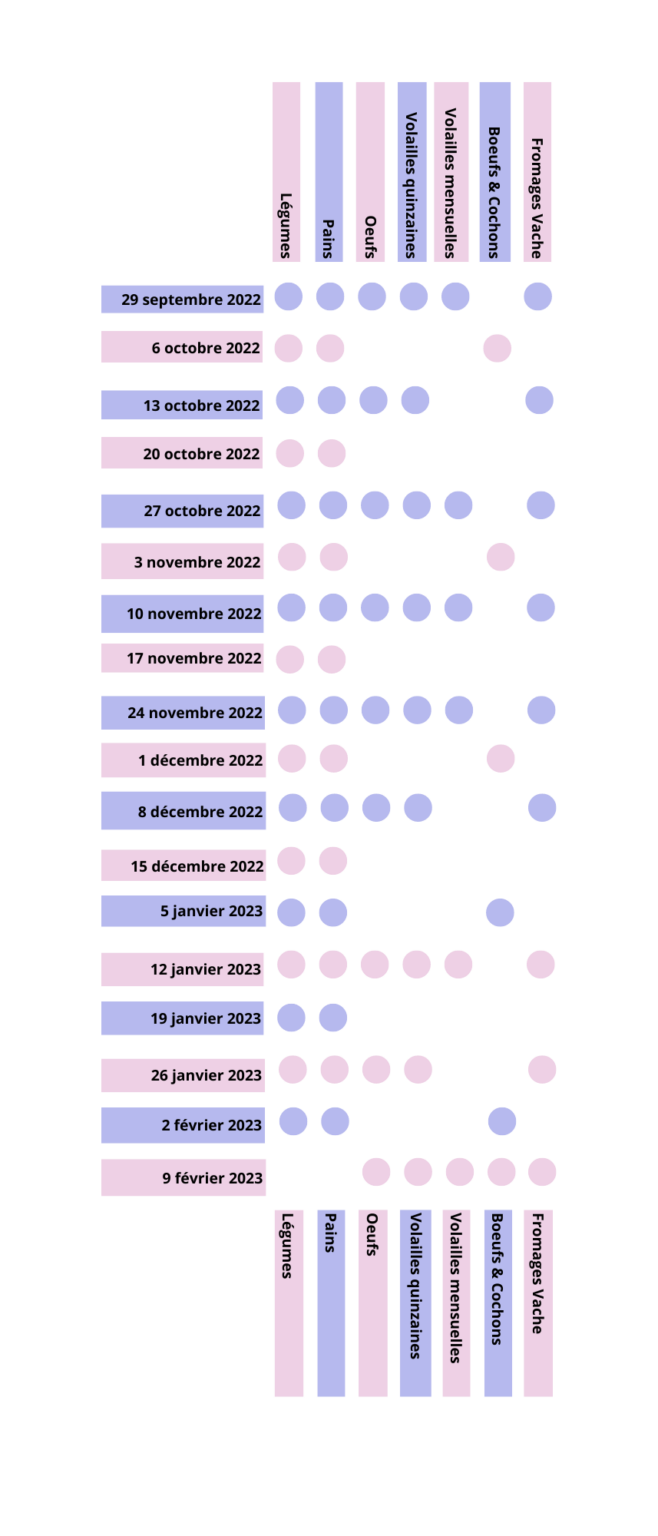 Légumes
Pains
Oeufs
Volailles quinzaines
Volailles mensuelles
Boeufs & Cochons
Fromages Vache
29 septembre 2022
6 octobre 2022
13 octobre 2022
20 octobre 2022
27 octobre 2022
3 novembre 2022
10 novembre 2022
17 novembre 2022
24 novembre 2022
1 décembre 2022
8 décembre 2022
15 décembre 2022
5 janvier 2023
12 janvier 2023
19 janvier 2023
26 janvier 2023
2 février 2023
9 février 2023
Légumes
Pains
Oeufs
Volailles quinzaines
Volailles mensuelles
Boeufs & Cochons
Fromages Vache